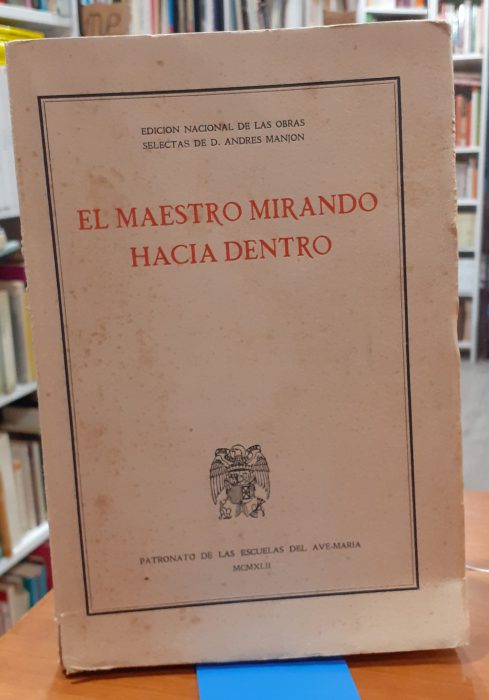 EDICION NACIONAL DE LAS OBRAS
SELECTAS DE D. ANDRES MANJON
EL MAESTRO MIRANDO
HACIA DENTRO
PATRONATO DE LAS ESCUELAS DEL AVE-MARIA
MCMXLII